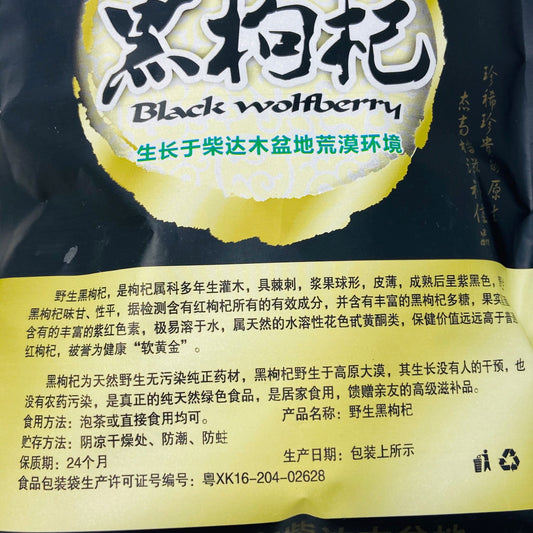 黑枸杞
Black wolfberry
生长于柴达木盆地荒漠环境
野生黑枸杞，是枸杞属科多年生灌木，具棘刺，浆果球形，皮薄，成熟后呈紫黑色，
黑枸杞味甘、性平，据检测含有红枸杞所有的有效成分，并含有丰富的黑枸杞多糖，果实
含有的丰富的紫红色素，极易溶于水，属天然的水溶性花色甙黄酮类，保健价值远远高于普通
红枸杞，被誉为健康“软黄金”。
黑枸杞为天然野生无污染纯正药材，黑枸杞野生于高原大漠，其生长没有人的干预，也
没有农药污染，是真正的纯天然绿色食品，是居家食用，馈赠亲友的高级滋补品。
食用方法：泡茶或直接食用均可。 产品名称：野生黑枸杞
贮存方法：阴凉干燥处、防潮、防蛀
保质期：24个月 生产日期：包装上所示
食品包装袋生产许可证号编号：粤XK16-204-02628
柴达木盆地